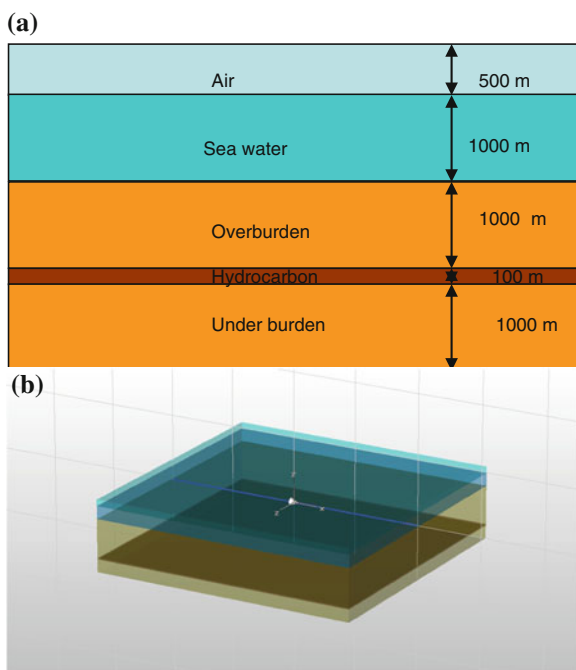 (a)
Air 500 m
Sea water 1000 m
Overburden 1000 m
Hydrocarbon 100 m
Under burden 1000 m
(b)